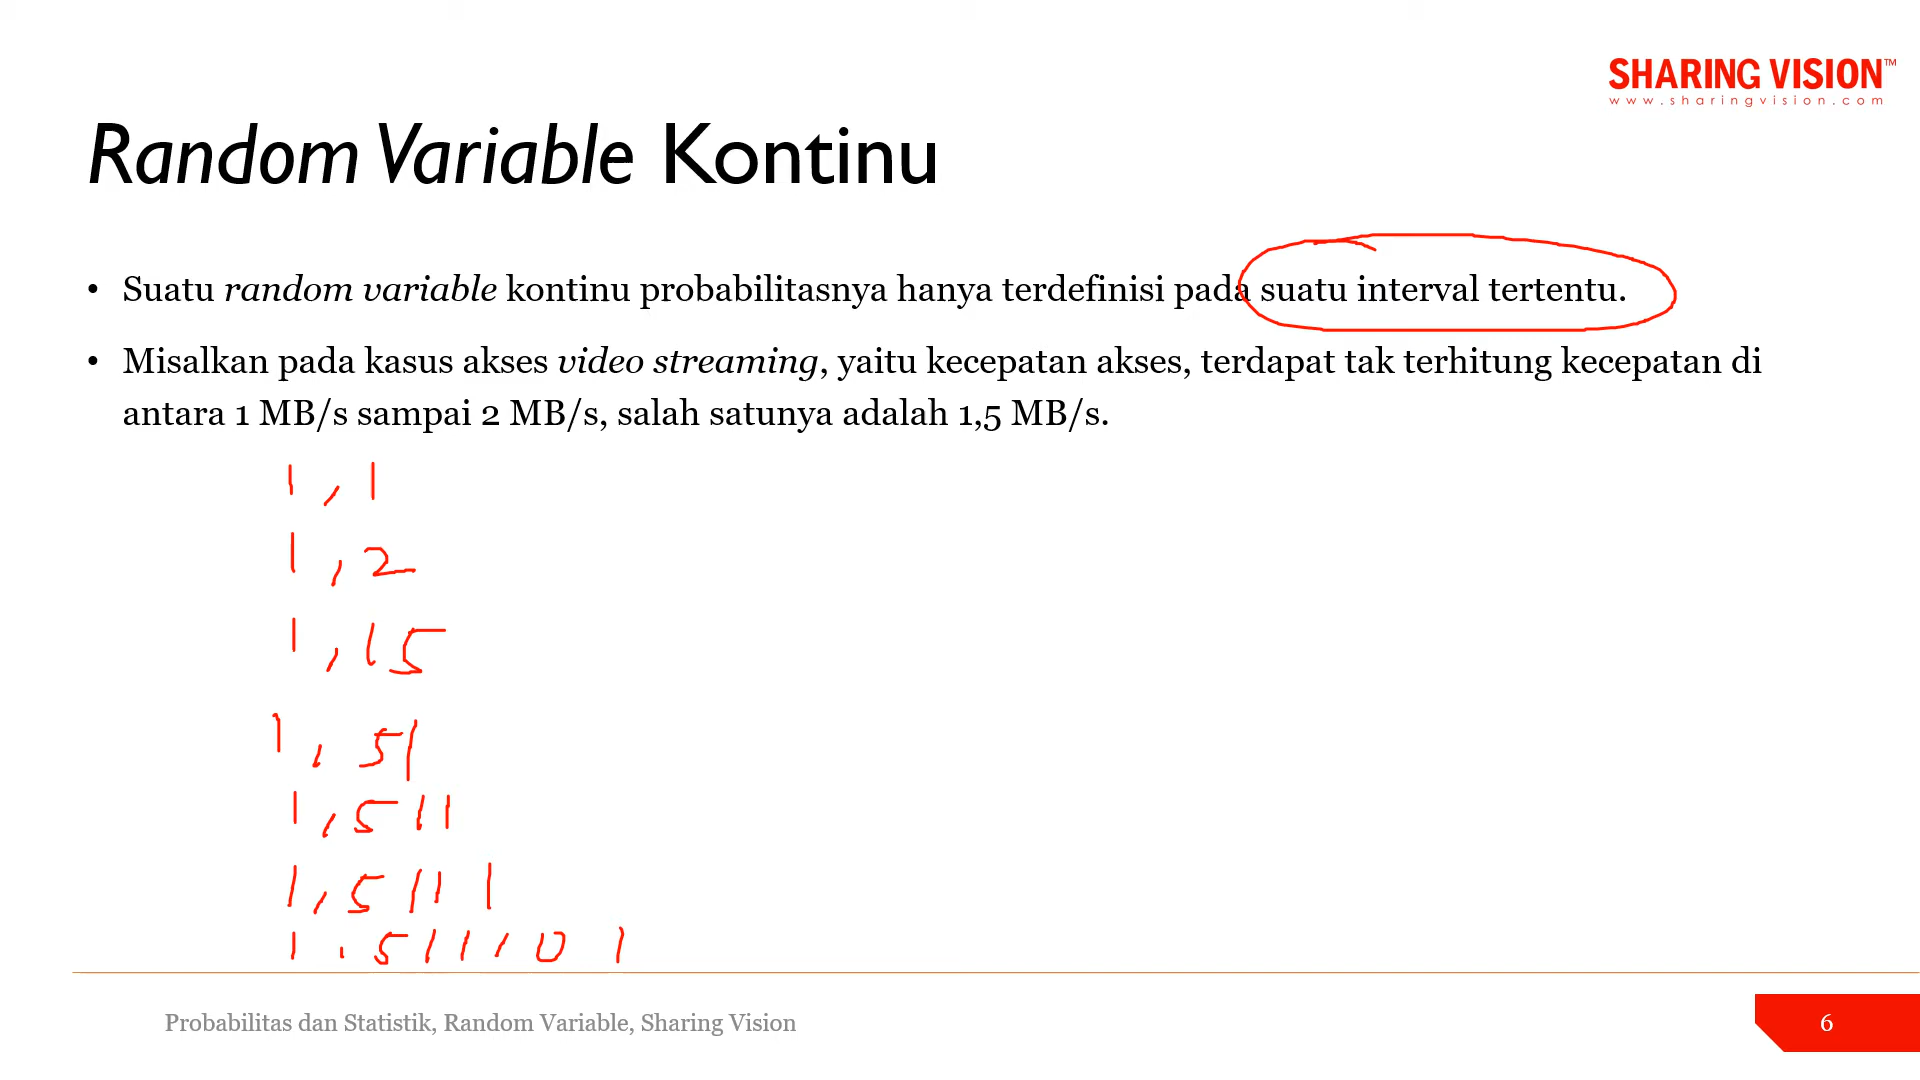 SHARING VISION™
www.sharingvision.com
Random Variable Kontinu
• Suatu random variable kontinu probabilitasnya hanya terdefinisi pada suatu interval tertentu.
• Misalkan pada kasus akses video streaming, yaitu kecepatan akses, terdapat tak terhitung kecepatan di
antara 1 MB/s sampai 2 MB/s, salah satunya adalah 1,5 MB/s.
1,1
1,2
1,15
1,51
1,511
1,5111
1.511101
Probabilitas dan Statistik, Random Variable, Sharing Vision
6